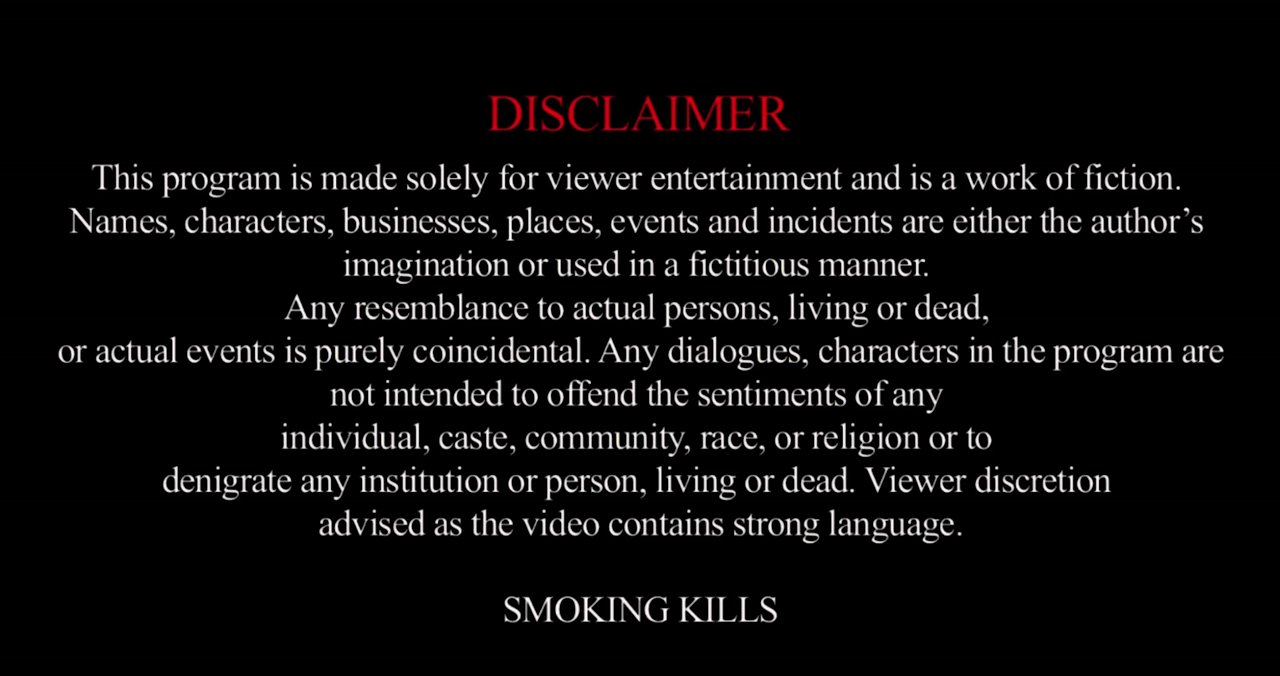 DISCLAIMER
This program is made solely for viewer entertainment and is a work of fiction.
Names, characters, businesses, places, events and incidents are either the author’s
imagination or used in a fictitious manner.
Any resemblance to actual persons, living or dead,
or actual events is purely coincidental. Any dialogues, characters in the program are
not intended to offend the sentiments of any
individual, caste, community, race, or religion or to
denigrate any institution or person, living or dead. Viewer discretion
advised as the video contains strong language.
SMOKING KILLS